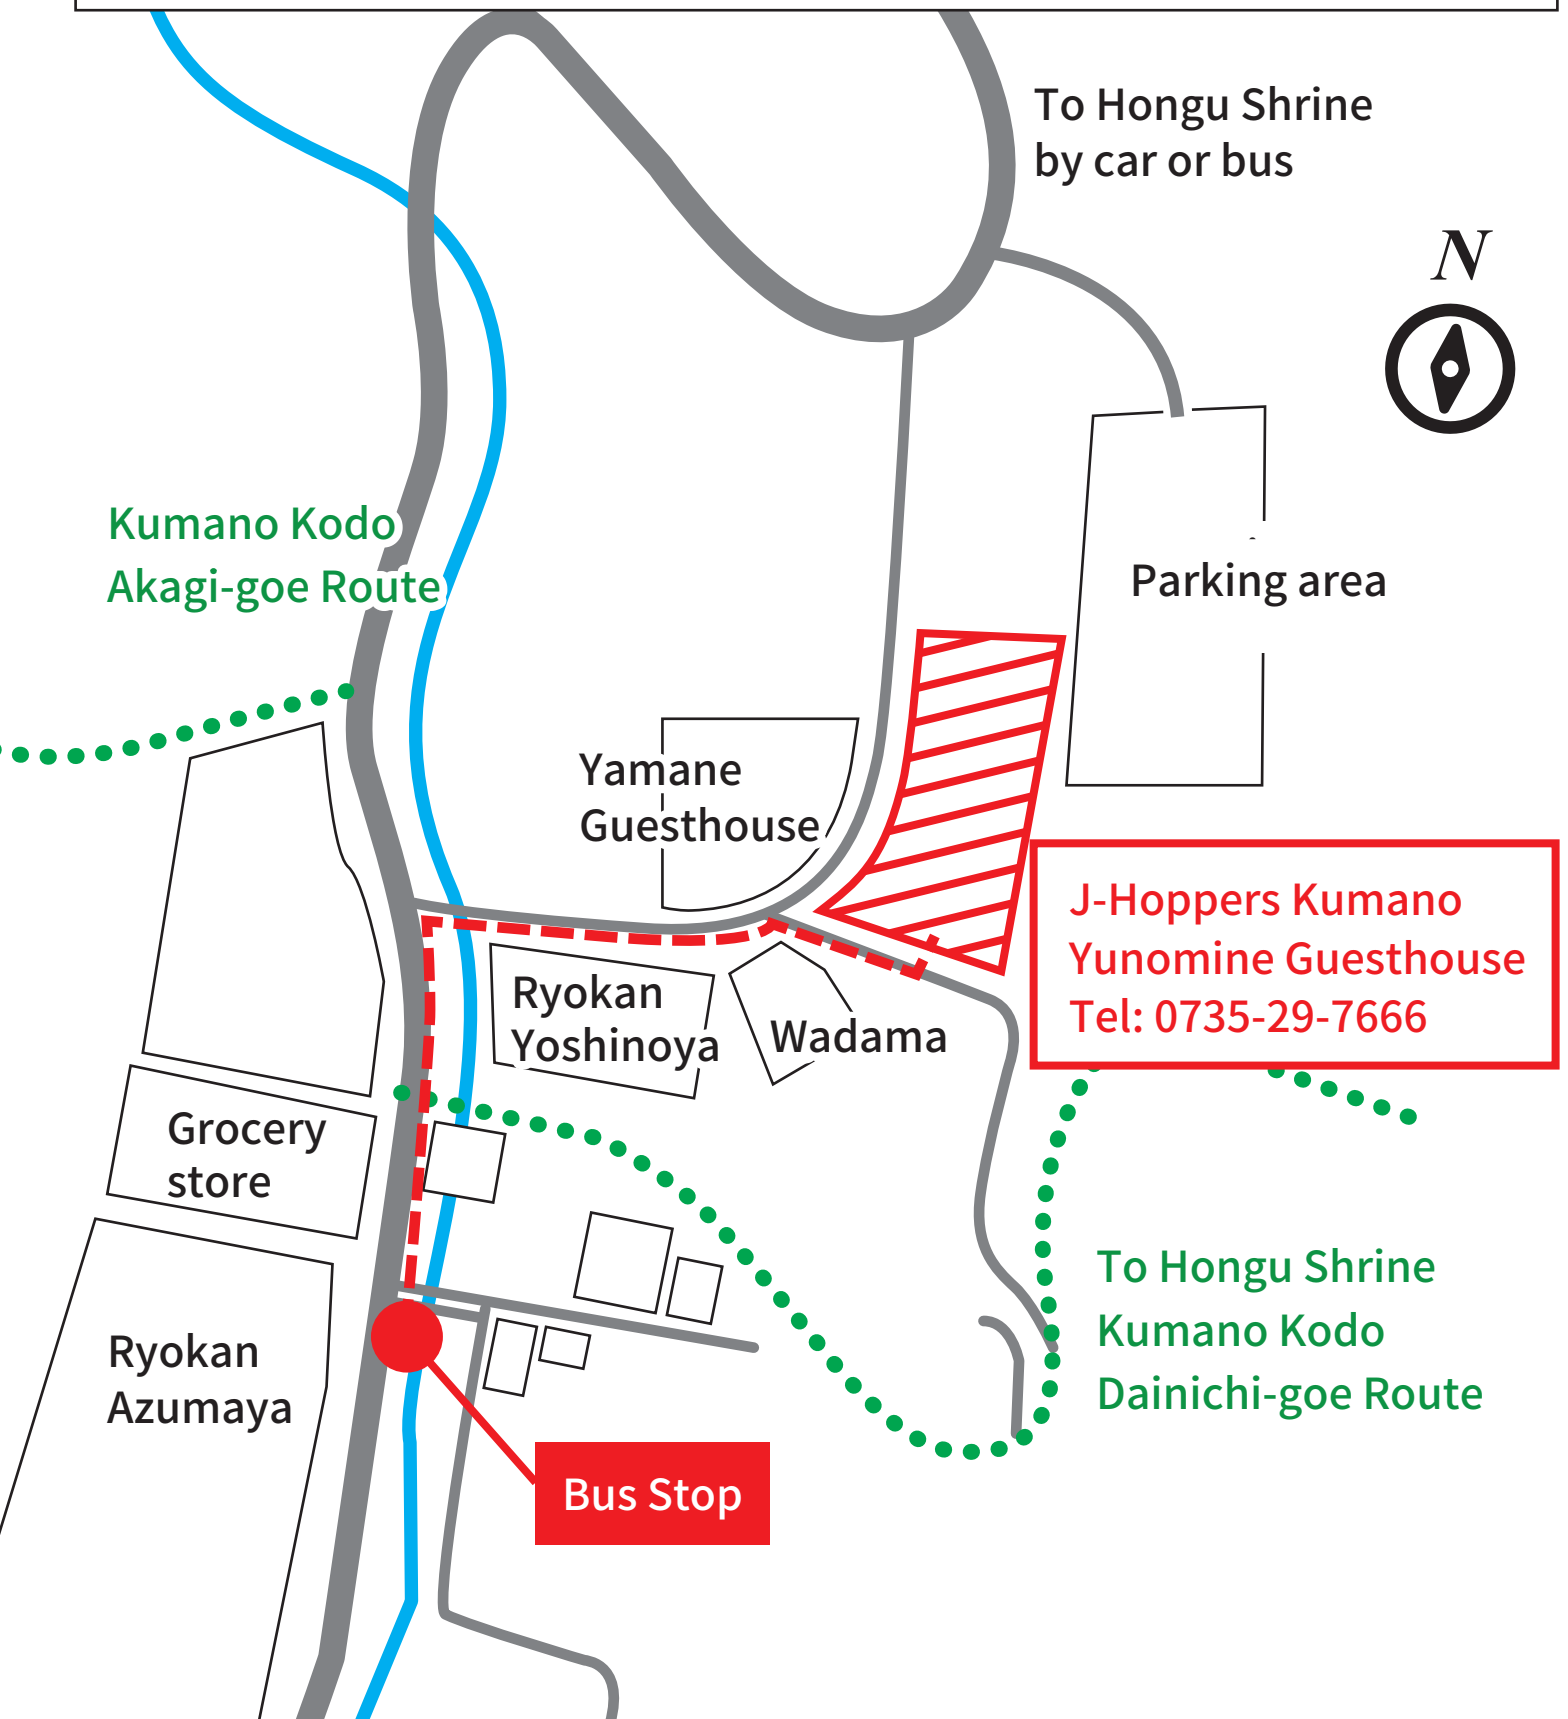 To Hongu Shrine
by car or bus
N
Kumano Kodo
Akagi-goe Route
Parking area
Yamane
Guesthouse
J-Hoppers Kumano
Yunomine Guesthouse
Tel: 0735-29-7666
Ryokan
Yoshinoya
Wadama
Grocery
store
To Hongu Shrine
Kumano Kodo
Dainichi-goe Route
Ryokan
Azumaya
Bus Stop